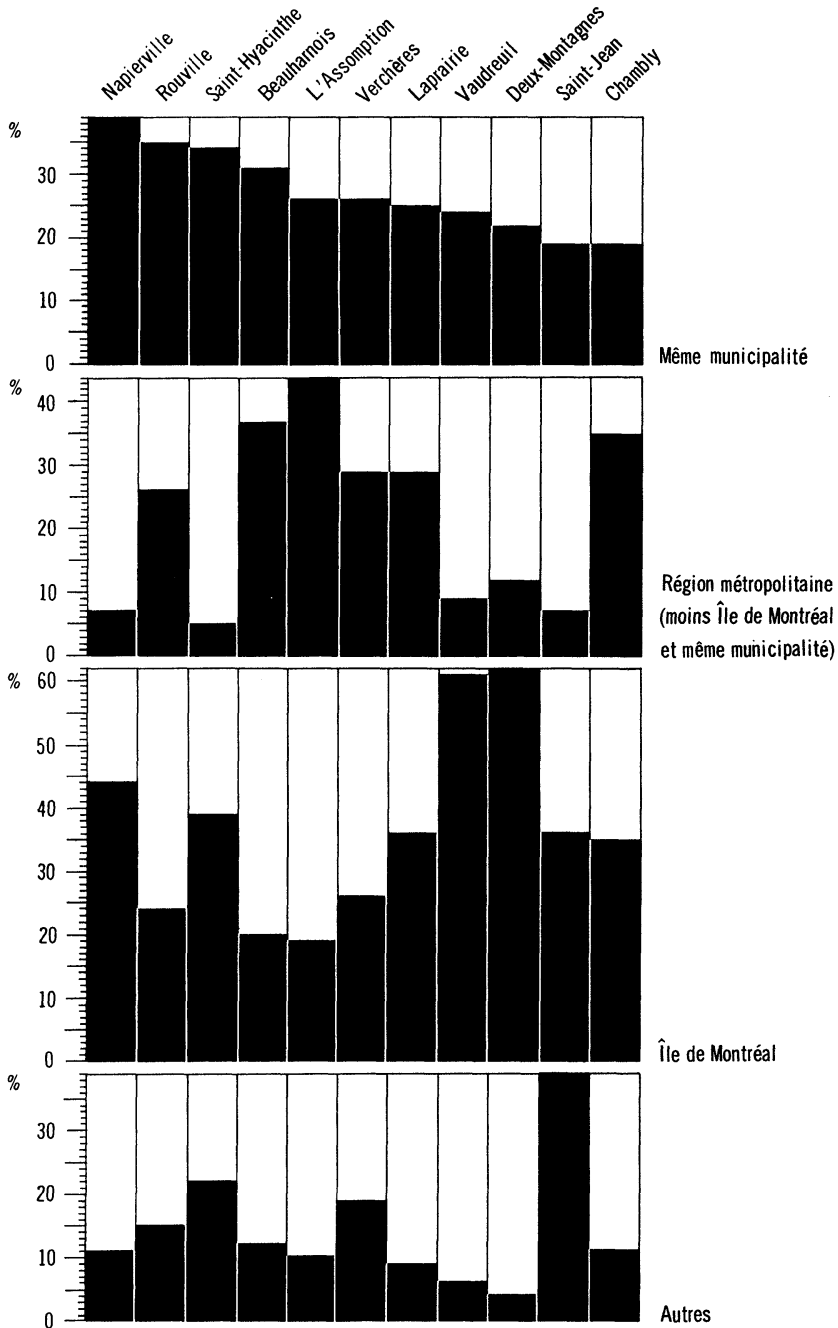 Napierville
Rouville
Saint-Hyacinthe
Beauharnois
L'Assomption
Verchères
Laprairie
Vaudreuil
Deux-Montagnes
Saint-Jean
Chambly
%
30
20
10
0
Même municipalité
%
40
30
20
10
0
Région métropolitaine
(moins Île de Montréal
et même municipalité)
%
60
50
40
30
20
10
0
Île de Montréal
%
30
20
10
0
Autres